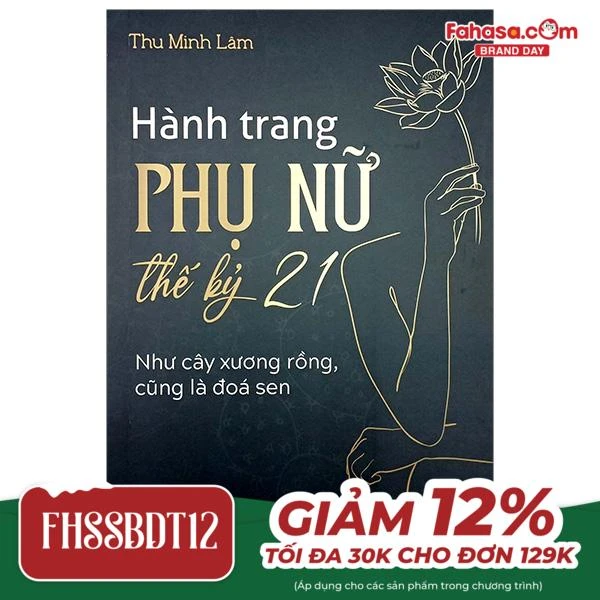 Fahasa.com
BRAND DAY
Thu Minh Lâm
Hành trang
PHỤ NỮ
thế kỷ 21
Như cây xương rồng,
cũng là đoá sen
FHSSBDT12
GIẢM 12%
TỐI ĐA 30K CHO ĐƠN 129K
(Áp dụng cho các sản phẩm trong chương trình)